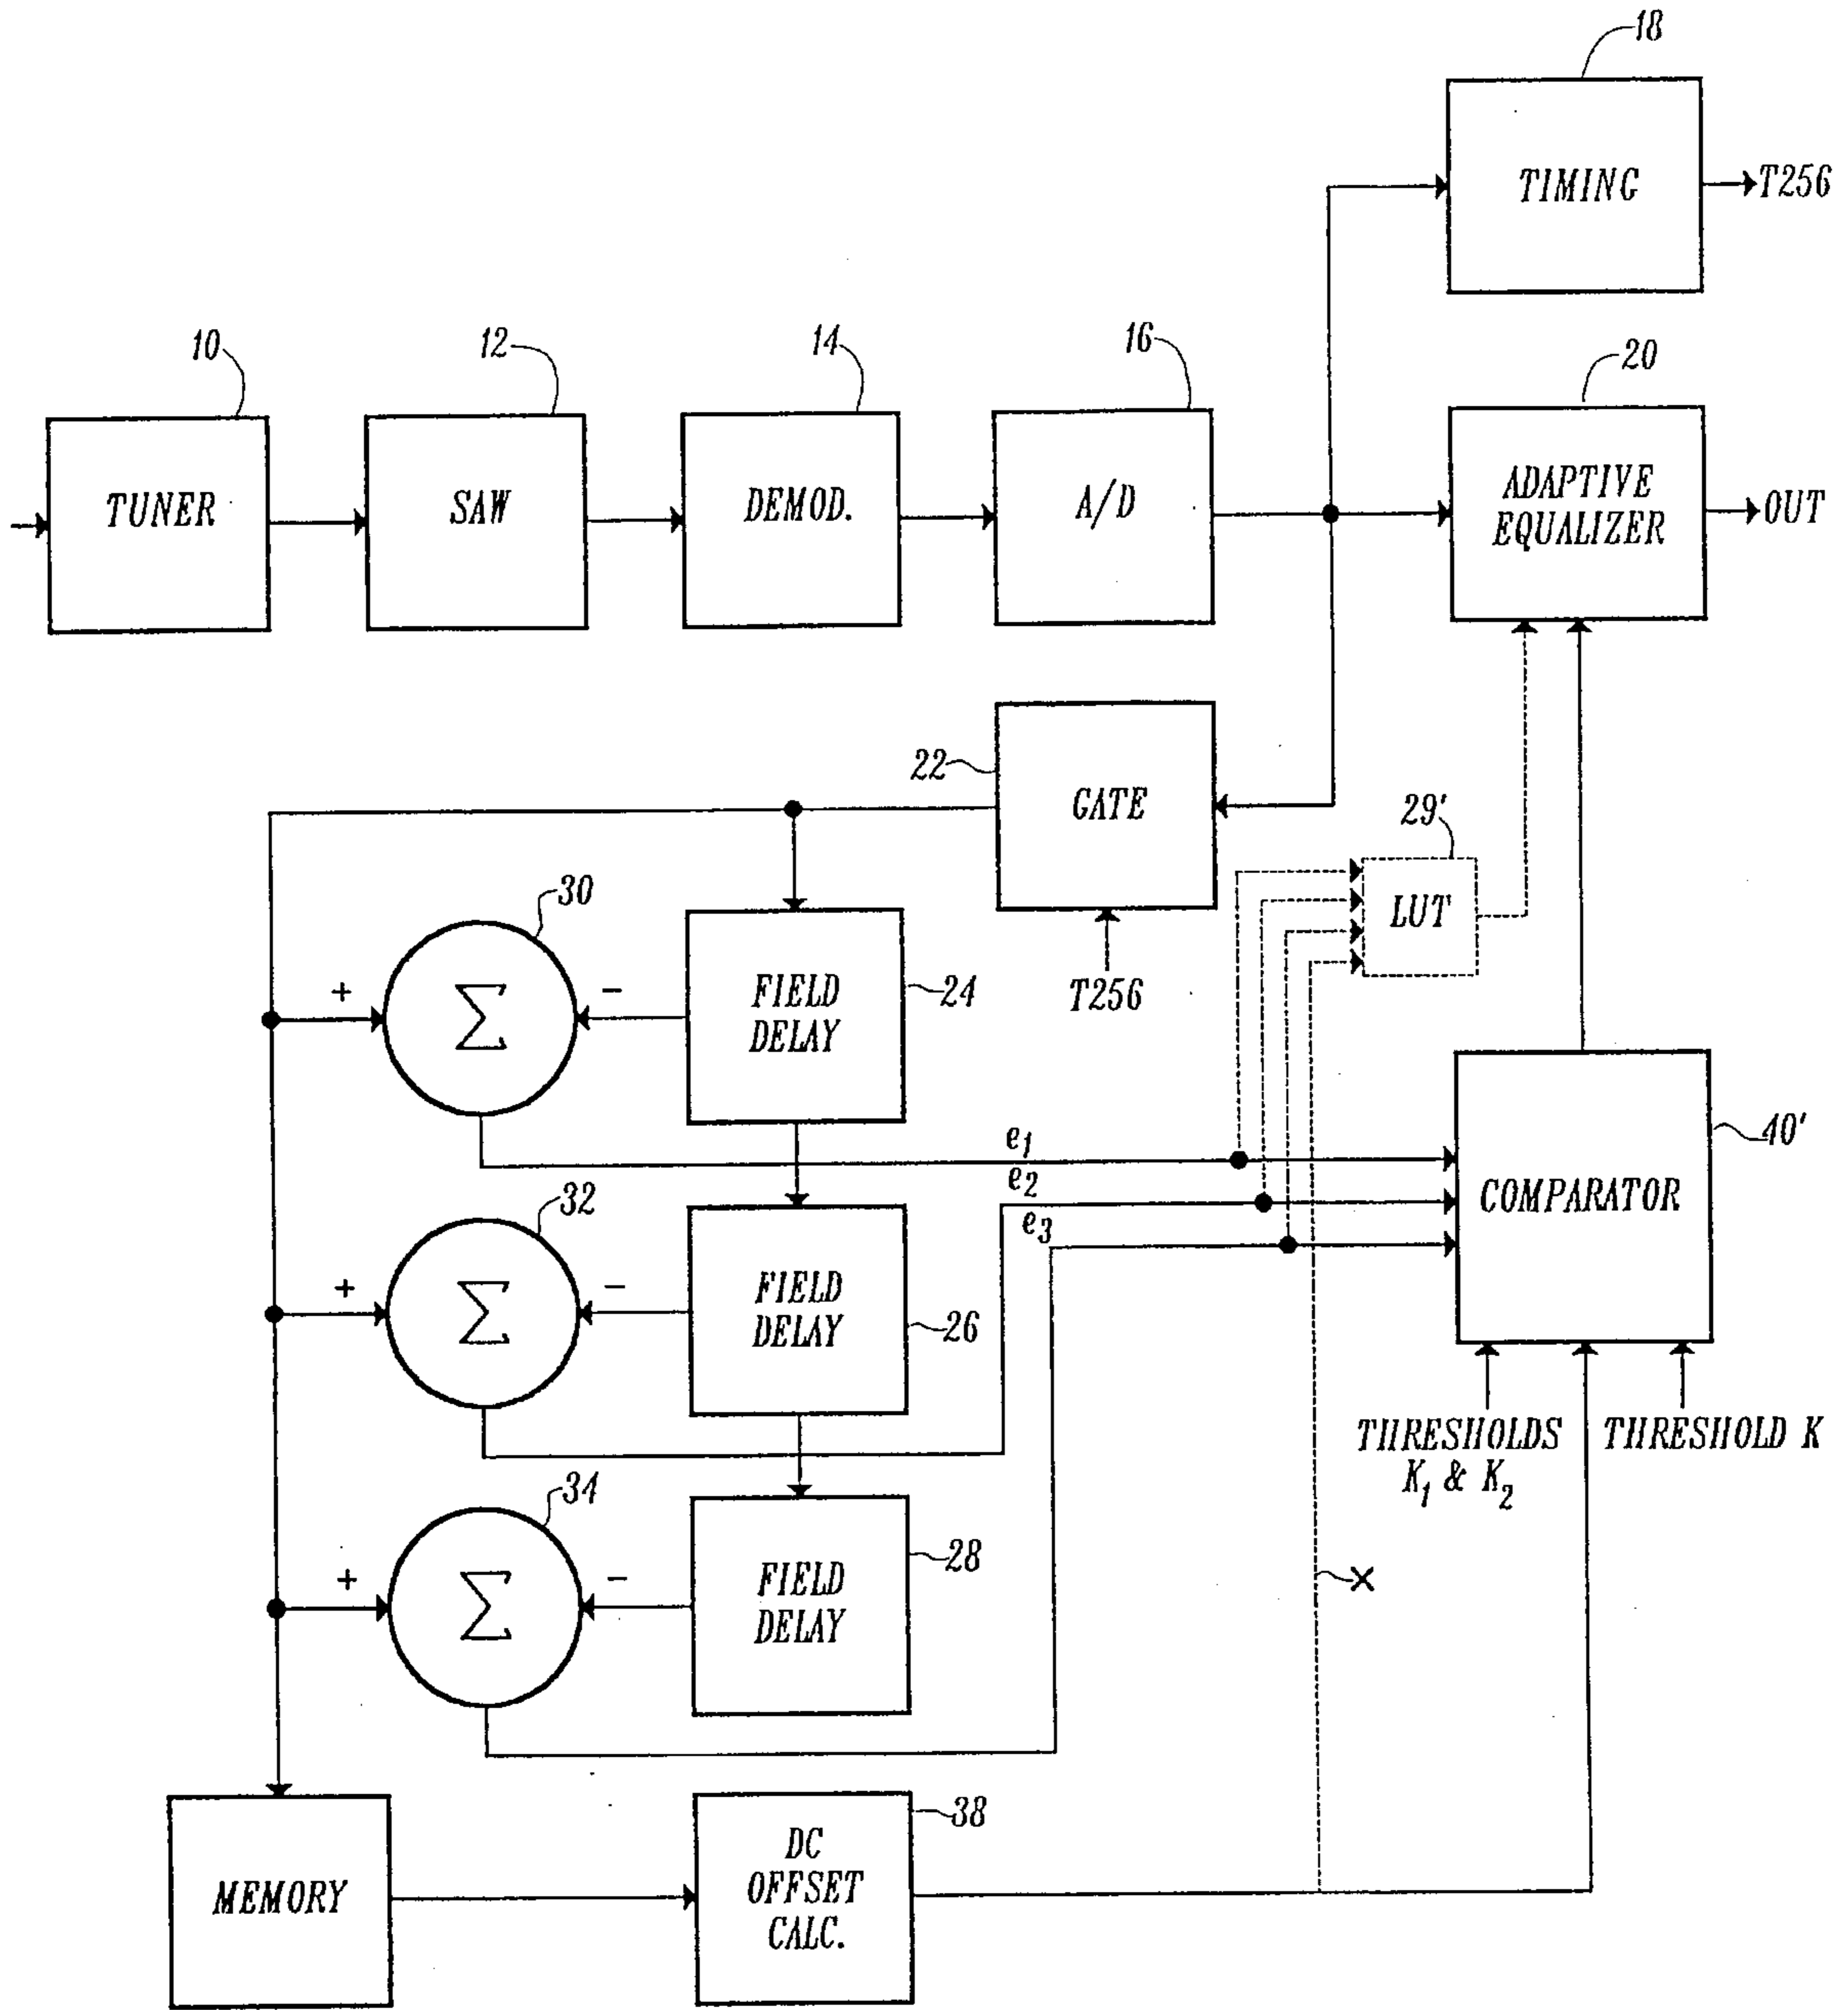 18
TIMING
T256
10
12
14
16
20
TUNER
SAW
DEMOD.
A/D
ADAPTIVE
EQUALIZER
OUT
22
GATE
T256
29'
LUT
30
+
Σ
−
FIELD
DELAY
24
e1
e2
e3
40'
COMPARATOR
32
+
Σ
−
FIELD
DELAY
26
THRESHOLDS
K1 & K2
THRESHOLD K
34
+
Σ
−
FIELD
DELAY
28
X
MEMORY
38
DC
OFFSET
CALC.